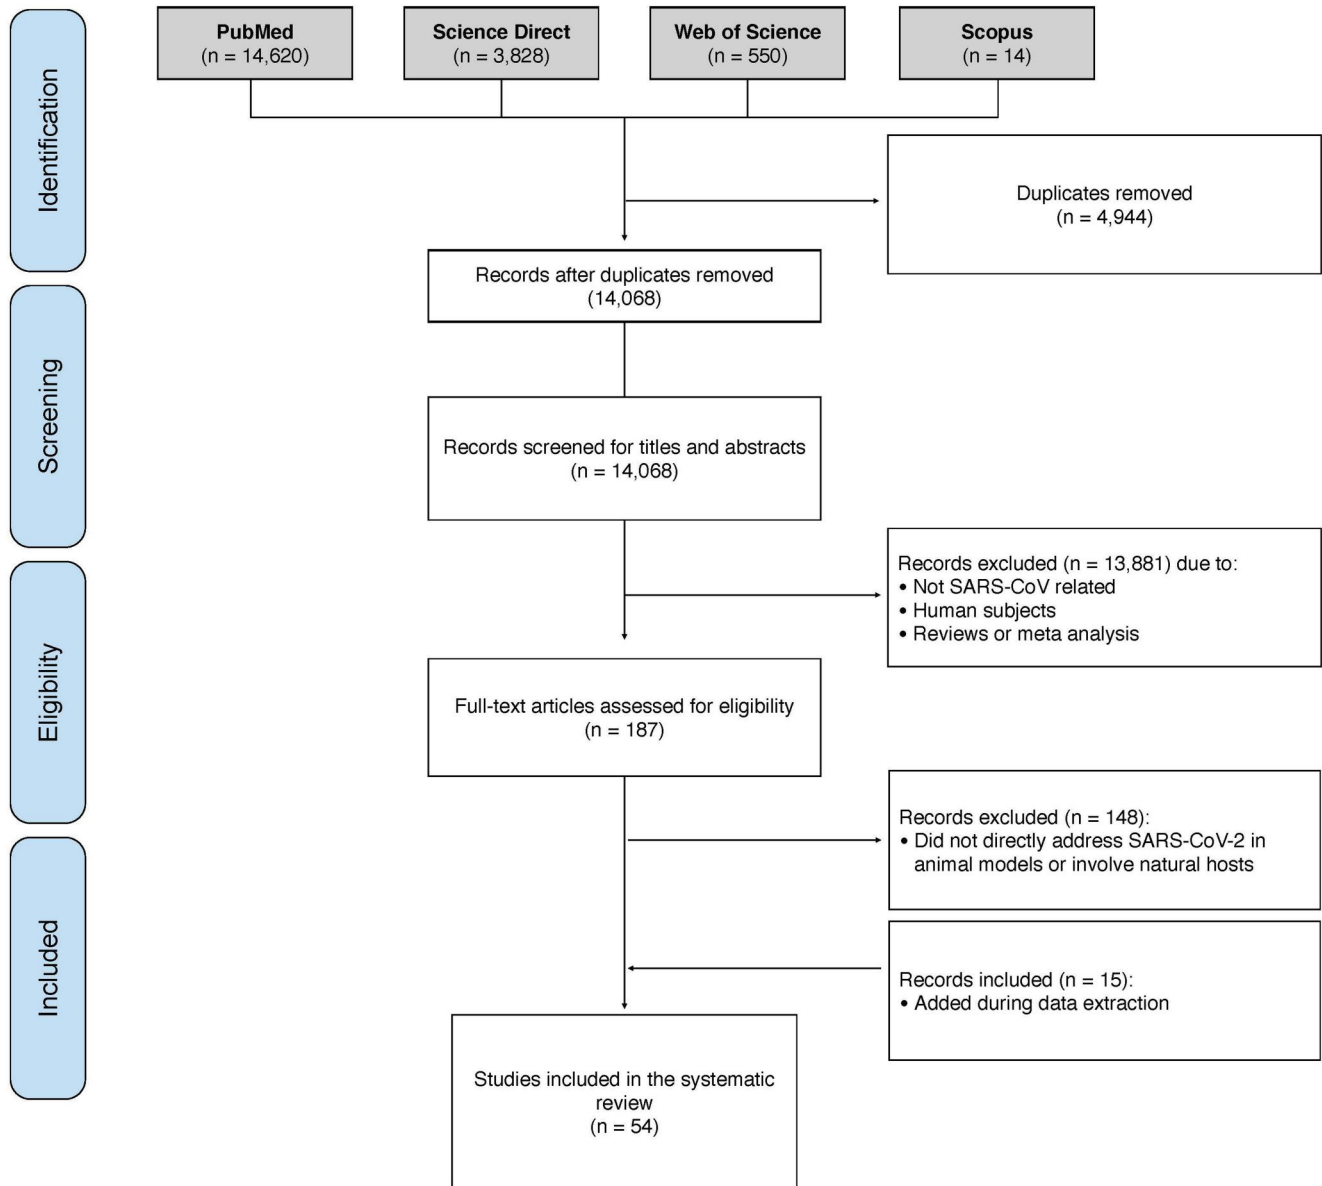 PubMed
(n = 14,620)
Science Direct
(n = 3,828)
Web of Science
(n = 550)
Scopus
(n = 14)
Identification
Duplicates removed
(n = 4,944)
Records after duplicates removed
(14,068)
Screening
Records screened for titles and abstracts
(n = 14,068)
Records excluded (n = 13,881) due to:
• Not SARS-CoV related
• Human subjects
• Reviews or meta analysis
Eligibility
Full-text articles assessed for eligibility
(n = 187)
Records excluded (n = 148):
• Did not directly address SARS-CoV-2 in
animal models or involve natural hosts
Included
Records included (n = 15):
• Added during data extraction
Studies included in the systematic
review
(n = 54)